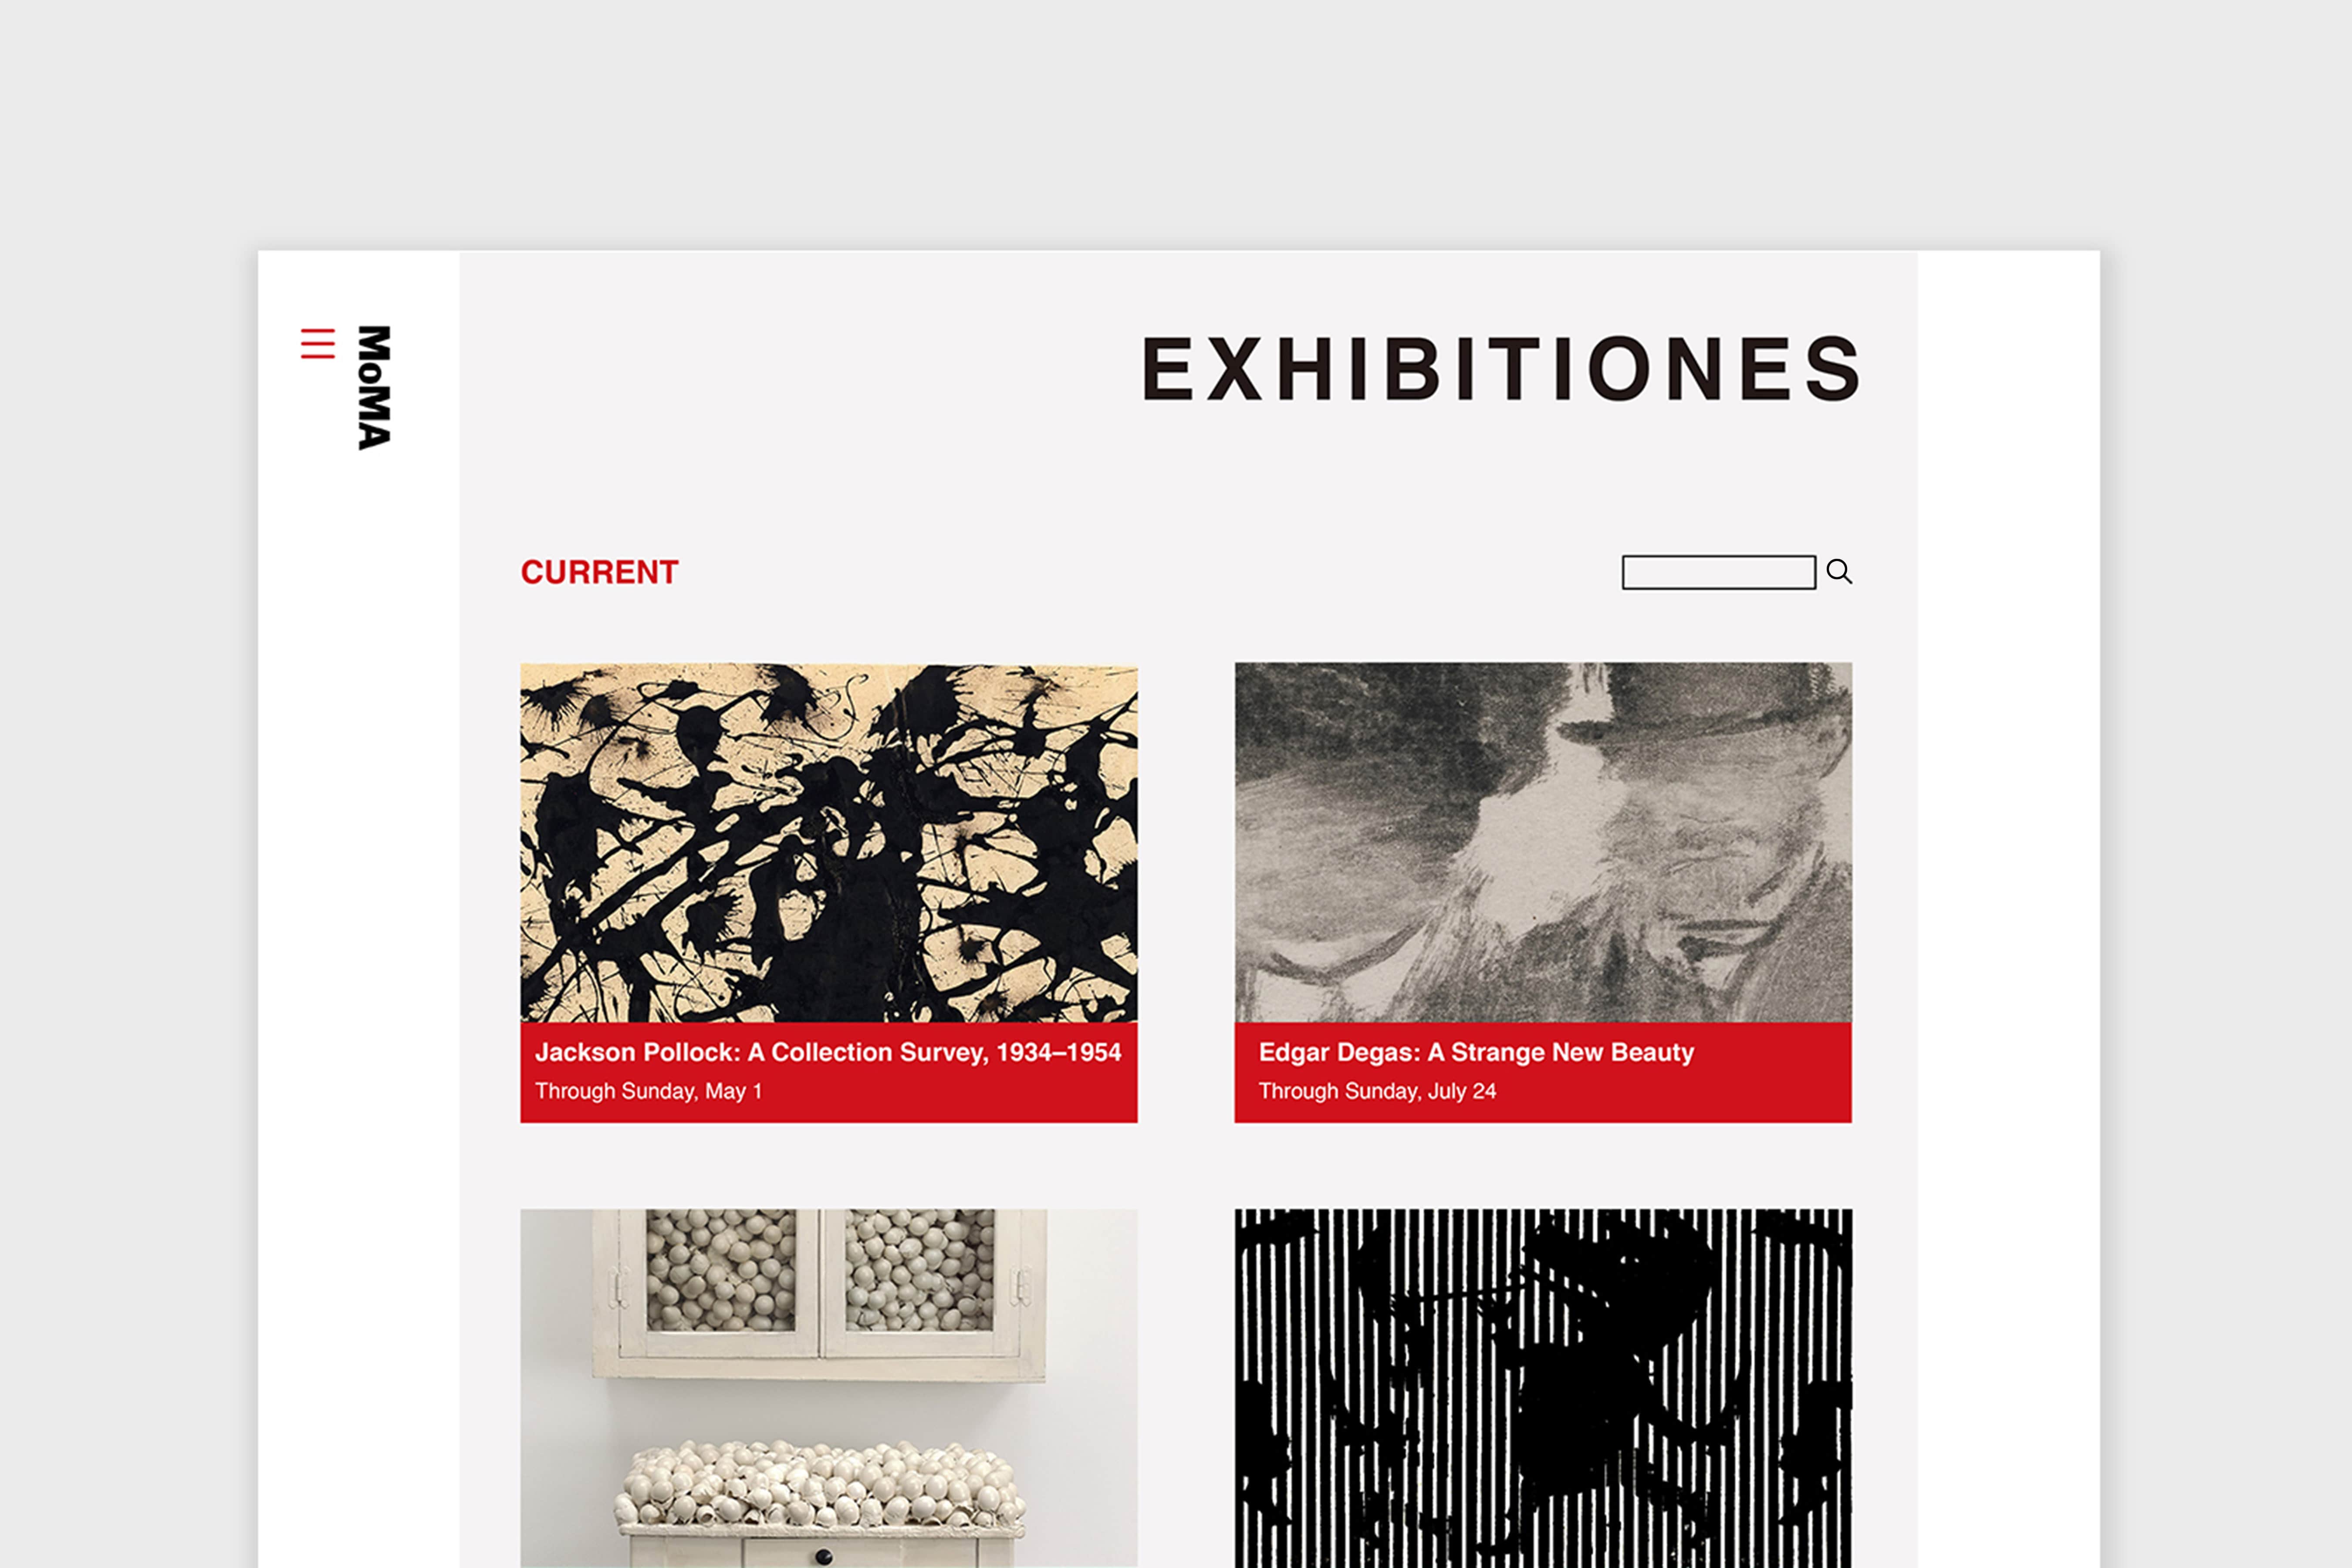 MoMA
EXHIBITIONES
CURRENT
Jackson Pollock: A Collection Survey, 1934–1954
Through Sunday, May 1
Edgar Degas: A Strange New Beauty
Through Sunday, July 24